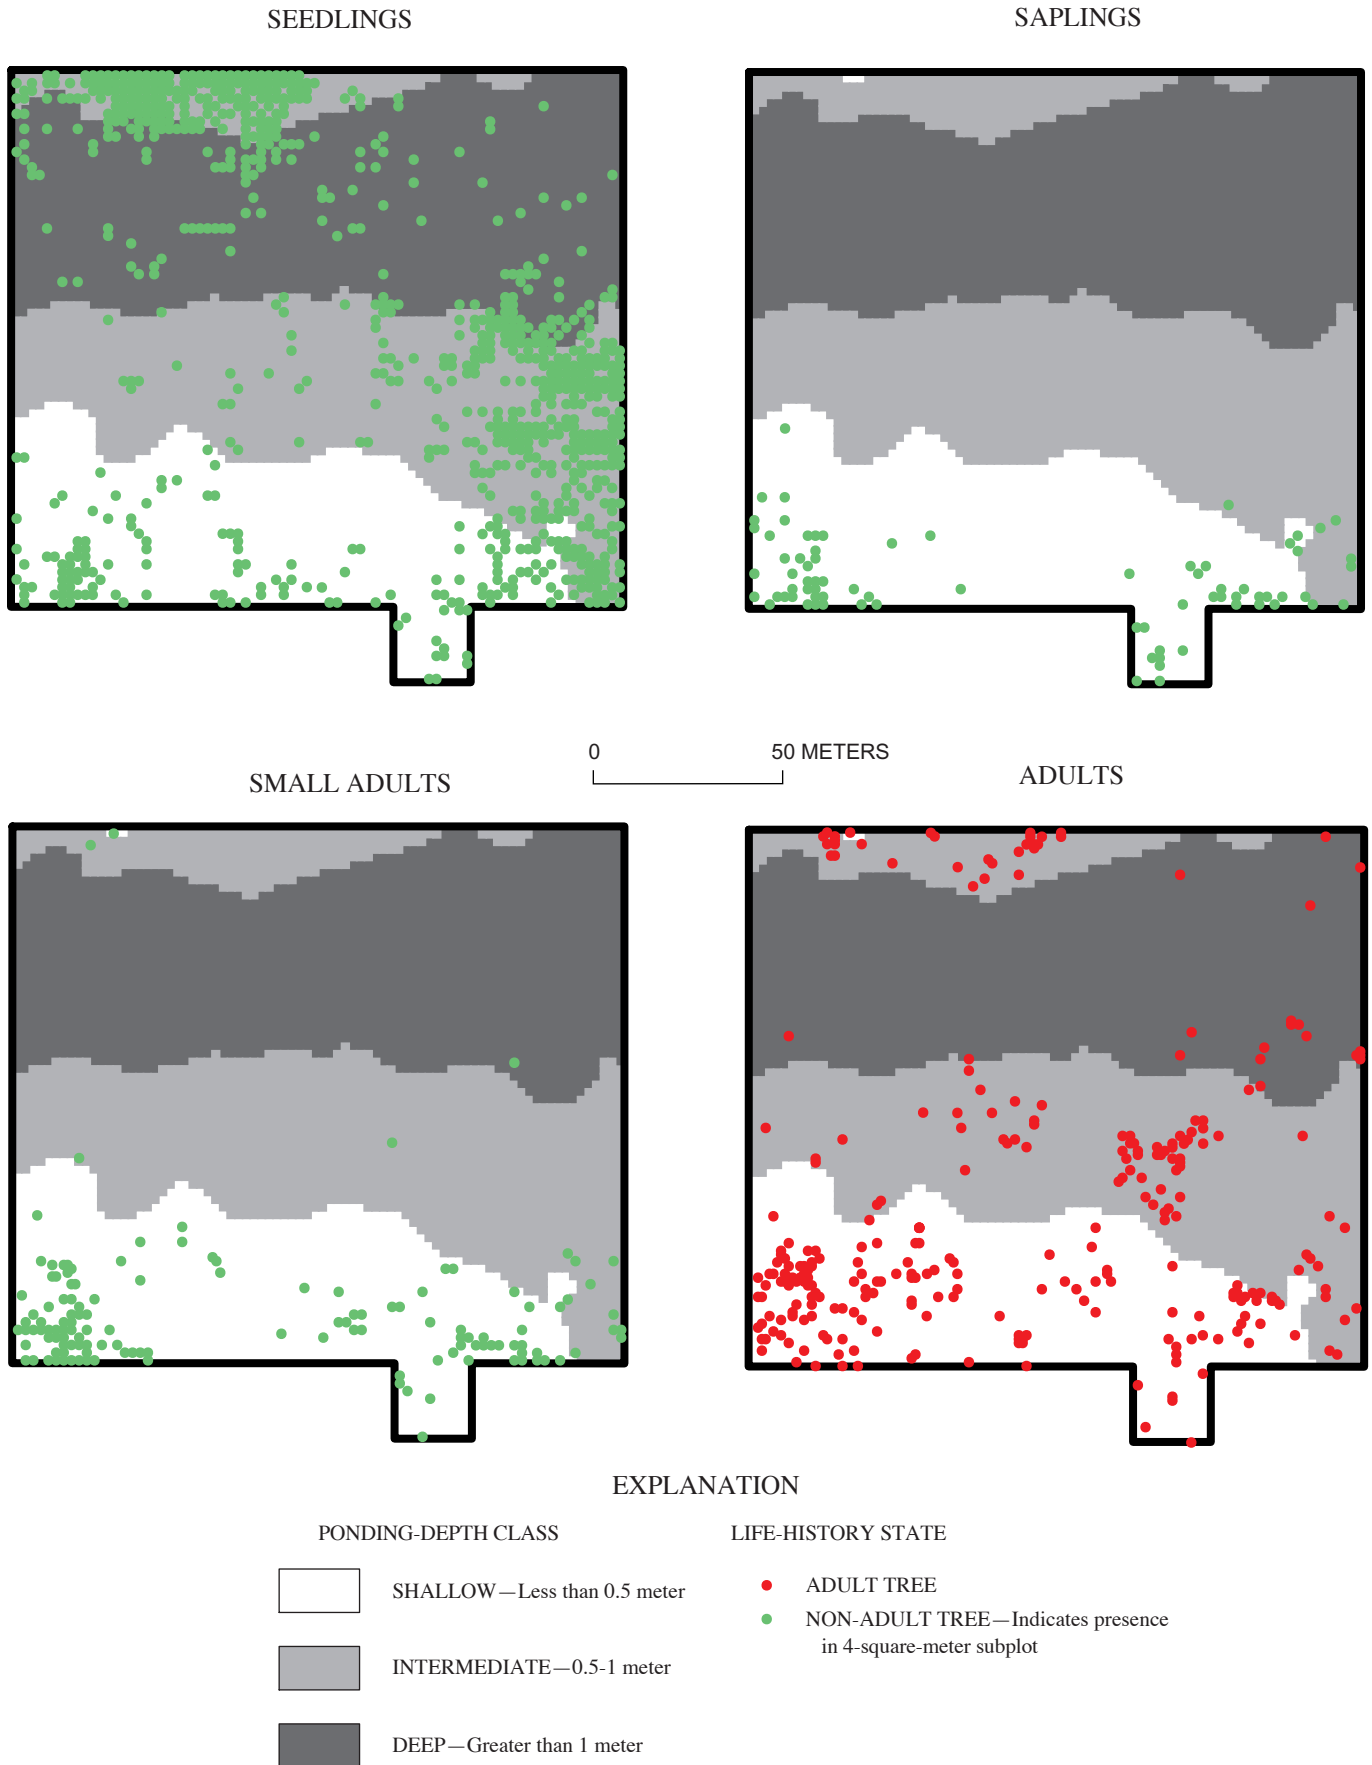 SEEDLINGS
SAPLINGS
0 50 METERS
SMALL ADULTS
ADULTS
EXPLANATION
PONDING-DEPTH CLASS
SHALLOW—Less than 0.5 meter
INTERMEDIATE—0.5-1 meter
DEEP—Greater than 1 meter
LIFE-HISTORY STATE
ADULT TREE
NON-ADULT TREE—Indicates presence
in 4-square-meter subplot